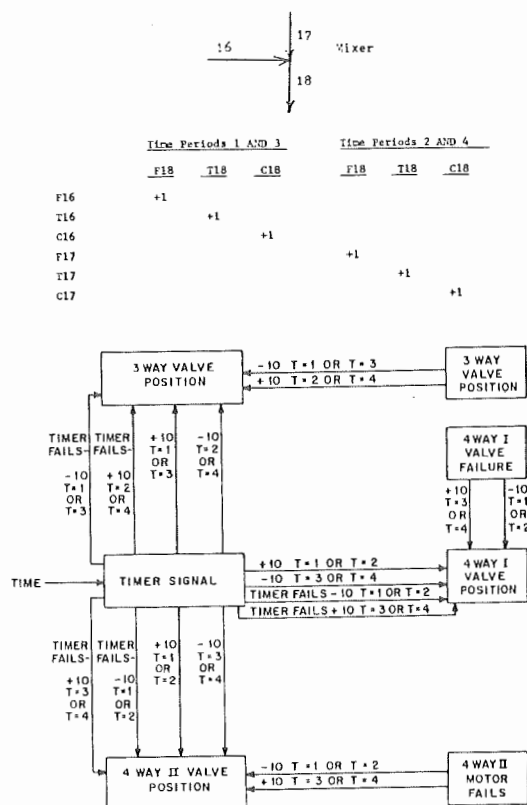 17
16 Mixer
18
Time Periods 1 AND 3 Time Periods 2 AND 4
F18 T18 C18 F18 T18 C18
F16 +1
T16 +1
C16 +1
F17 +1
T17 +1
C17 +1
3 WAY VALVE
POSITION
-10 T=1 OR T=3
+10 T=2 OR T=4
3 WAY
VALVE
POSITION
TIMER
FAILS-
-10
T=1
OR
T=3
TIMER
FAILS-
+10
T=2
OR
T=4
+10
T=1
OR
T=3
-10
T=2
OR
T=4
4 WAY I
VALVE
FAILURE
+10
T=3
OR
T=4
-10
T=1
OR
T=2
TIME
TIMER SIGNAL
+10 T=1 OR T=2
-10 T=3 OR T=4
TIMER FAILS -10 T=1 OR T=2
TIMER FAILS +10 T=3 OR T=4
4 WAY I
VALVE
POSITION
TIMER
FAILS-
+10
T=3
OR
T=4
TIMER
FAILS-
-10
T=1
OR
T=2
+10
T=1
OR
T=2
-10
T=3
OR
T=4
4 WAY II VALVE
POSITION
-10 T=1 OR T=2
+10 T=3 OR T=4
4 WAY II
MOTOR
FAILS